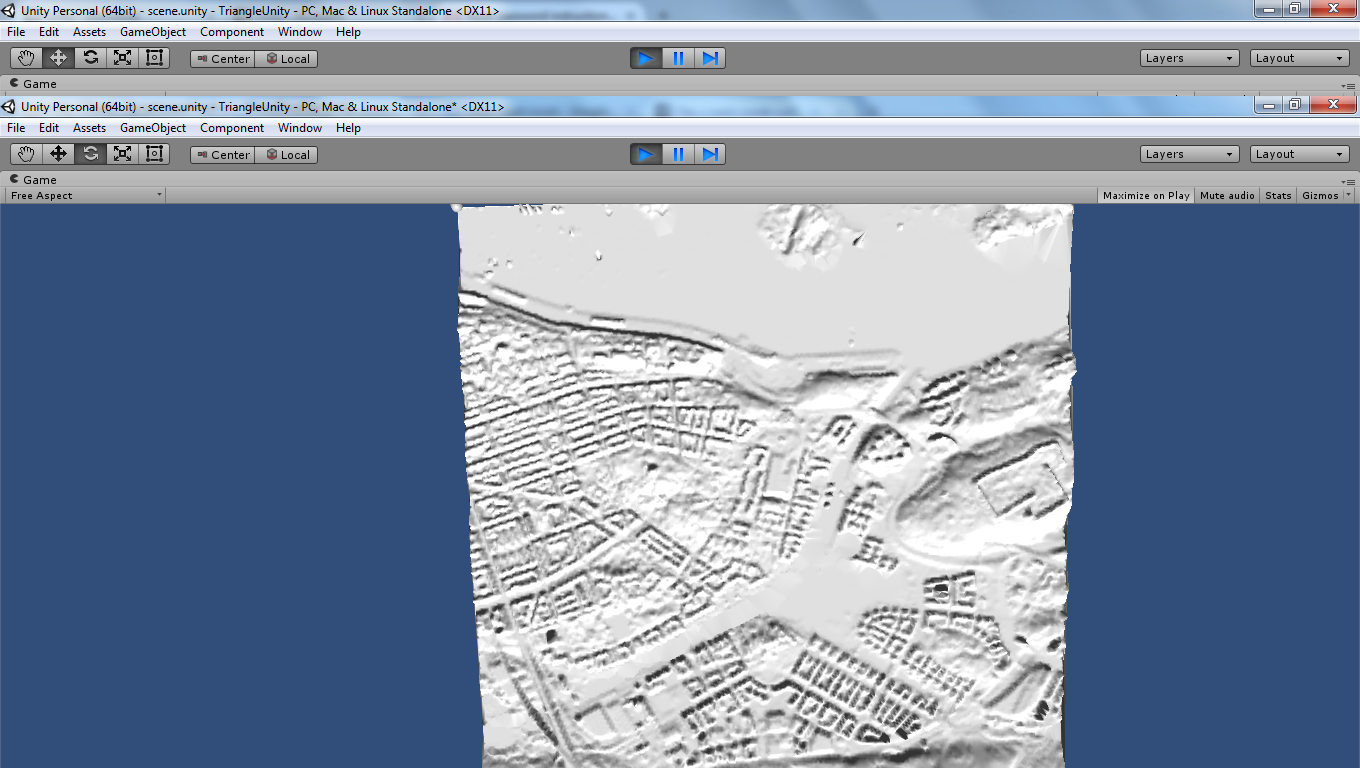 Unity Personal (64bit) - scene.unity - TriangleUnity - PC, Mac & Linux Standalone <DX11>
File Edit Assets GameObject Component Window Help
Center Local Layers Layout
Game
Unity Personal (64bit) - scene.unity - TriangleUnity - PC, Mac & Linux Standalone* <DX11>
File Edit Assets GameObject Component Window Help
Center Local Layers Layout
Game
Free Aspect Maximize on Play Mute audio Stats Gizmos